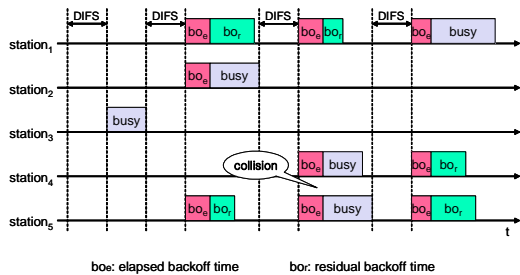 DIFS DIFS DIFS DIFS
station1 boe bor boe bor boe busy
station2 boe busy
station3 busy
station4 boe busy boe bor
collision
station5 boe bor boe busy boe bor
t
boe: elapsed backoff time bor: residual backoff time